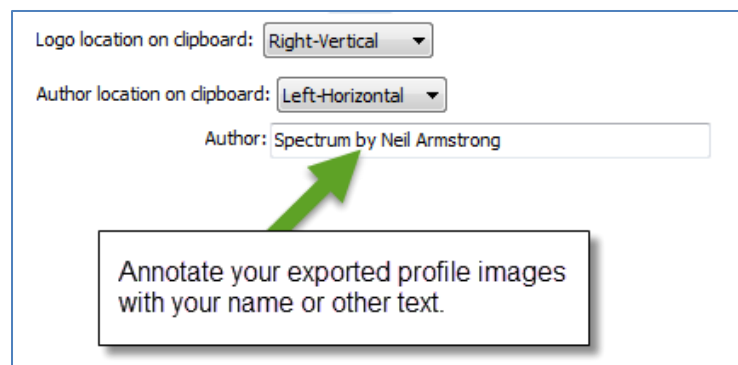 Logo location on clipboard: Right-Vertical
Author location on clipboard: Left-Horizontal
Author: Spectrum by Neil Armstrong
Annotate your exported profile images
with your name or other text.